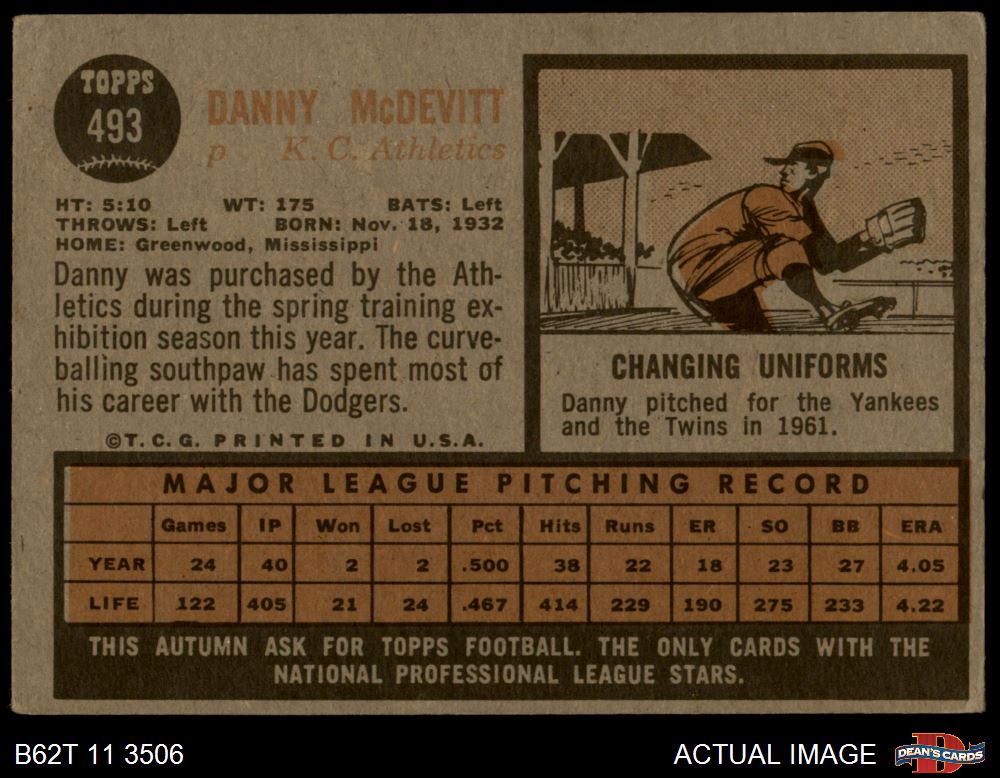 TOPPS
493
DANNY McDEVITT
p K. C. Athletics
HT: 5:10 WT: 175 BATS: Left
THROWS: Left BORN: Nov. 18, 1932
HOME: Greenwood, Mississippi
Danny was purchased by the Ath-
letics during the spring training ex-
hibition season this year. The curve-
balling southpaw has spent most of
his career with the Dodgers.
©T.C.G. PRINTED IN U.S.A.
CHANGING UNIFORMS
Danny pitched for the Yankees
and the Twins in 1961.
MAJOR LEAGUE PITCHING RECORD
Games IP Won Lost Pct Hits Runs ER SO BB ERA
YEAR 24 40 2 2 .500 38 22 18 23 27 4.05
LIFE 122 405 21 24 .467 414 229 190 275 233 4.22
THIS AUTUMN ASK FOR TOPPS FOOTBALL. THE ONLY CARDS WITH THE
NATIONAL PROFESSIONAL LEAGUE STARS.
B62T 11 3506 ACTUAL IMAGE D DEAN'S CARDS